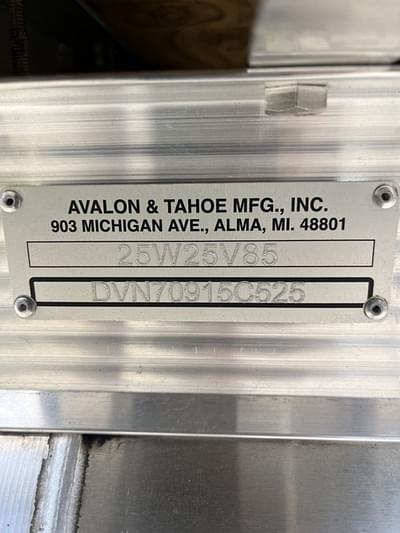 AVALON & TAHOE MFG., INC.
903 MICHIGAN AVE., ALMA, MI. 48801
25W25V85
DVN70915C525